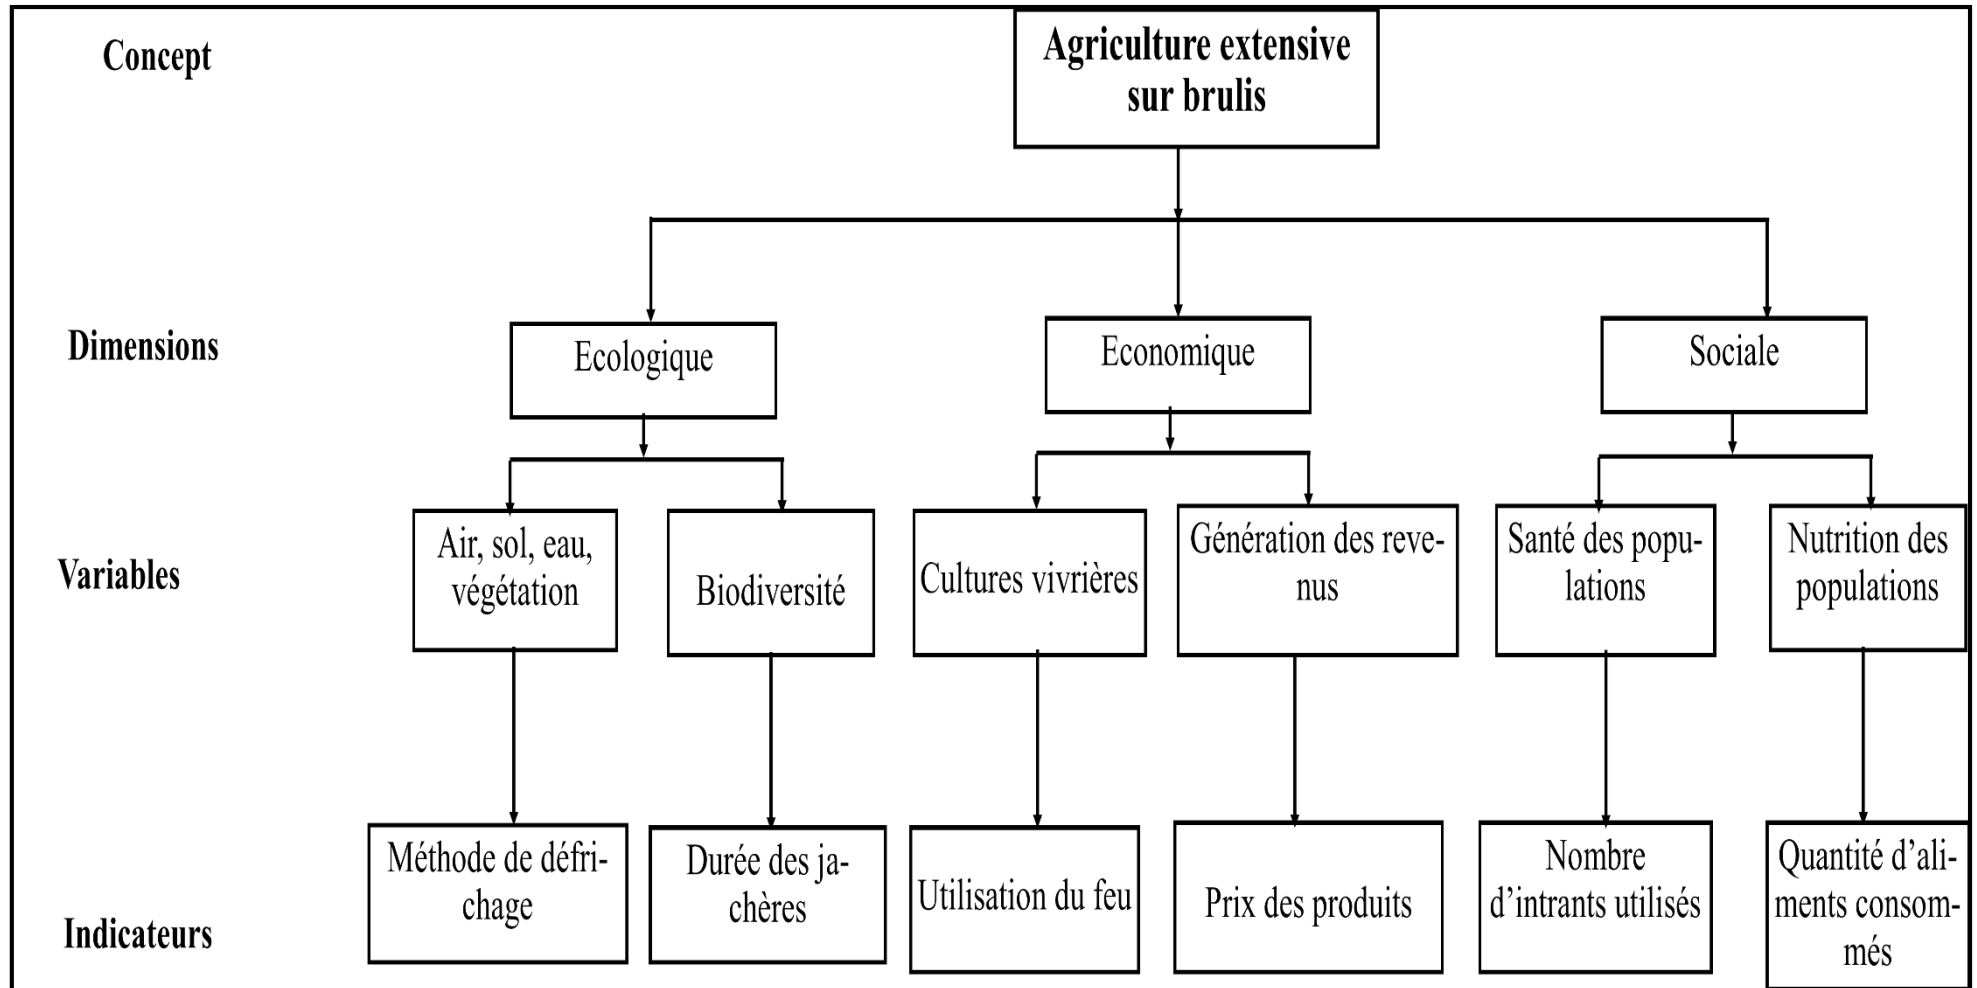 Concept
Agriculture extensive
sur brulis
Dimensions
Ecologique
Economique
Sociale
Variables
Air, sol, eau,
végétation
Biodiversité
Cultures vivrières
Génération des reve-
nus
Santé des popu-
lations
Nutrition des
populations
Indicateurs
Méthode de défri-
chage
Durée des ja-
chères
Utilisation du feu
Prix des produits
Nombre
d’intrants utilisés
Quantité d’ali-
ments consom-
més